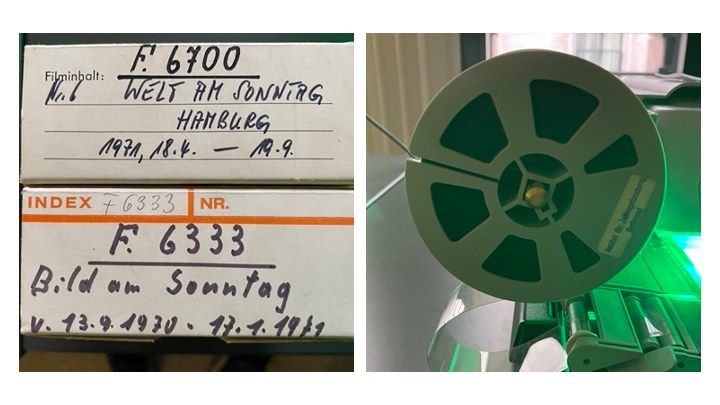 F. 6700
Filminhalt:
Nr. 6 WELT AM SONNTAG
HAMBURG
1971, 18.4. — 19.9.
INDEX F 6333 NR.
F. 6333
Bild am Sonntag
v. 13.9.1970 - 17.1.1971